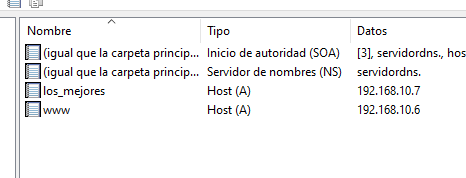 Nombre Tipo Datos
(igual que la carpeta princip... Inicio de autoridad (SOA) [3], servidordns., hos
(igual que la carpeta princip... Servidor de nombres (NS) servidordns.
los_mejores Host (A) 192.168.10.7
www Host (A) 192.168.10.6